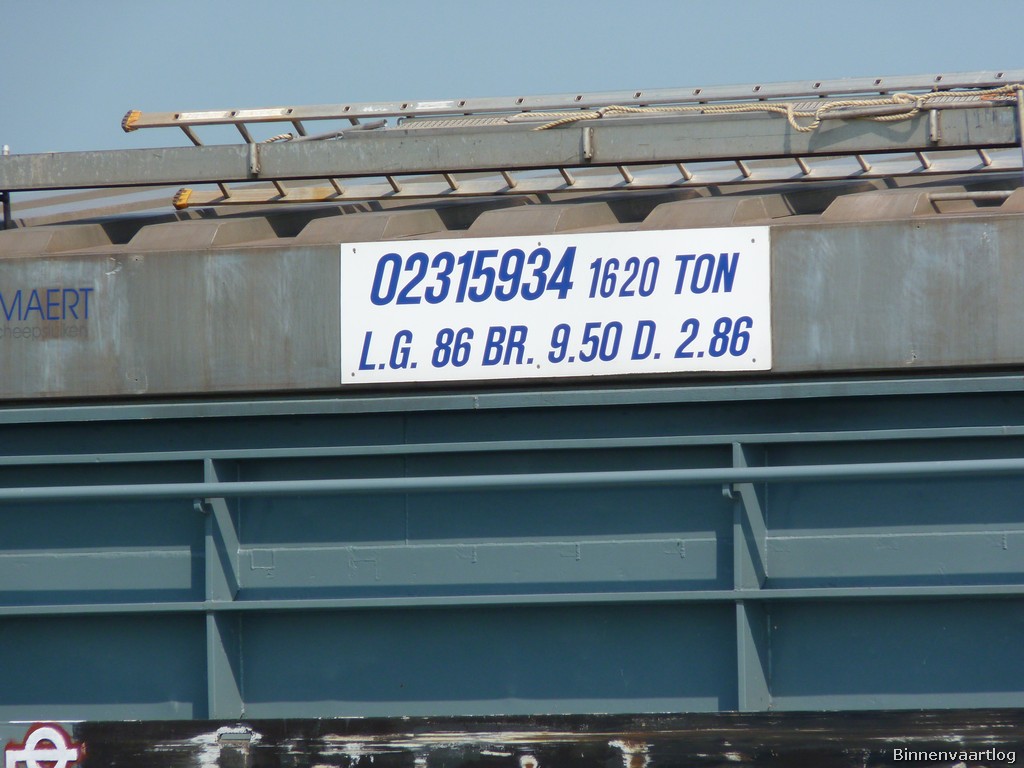 02315934 1620 TON
L.G. 86 BR. 9.50 D. 2.86
MAERT
Binnenvaartlog